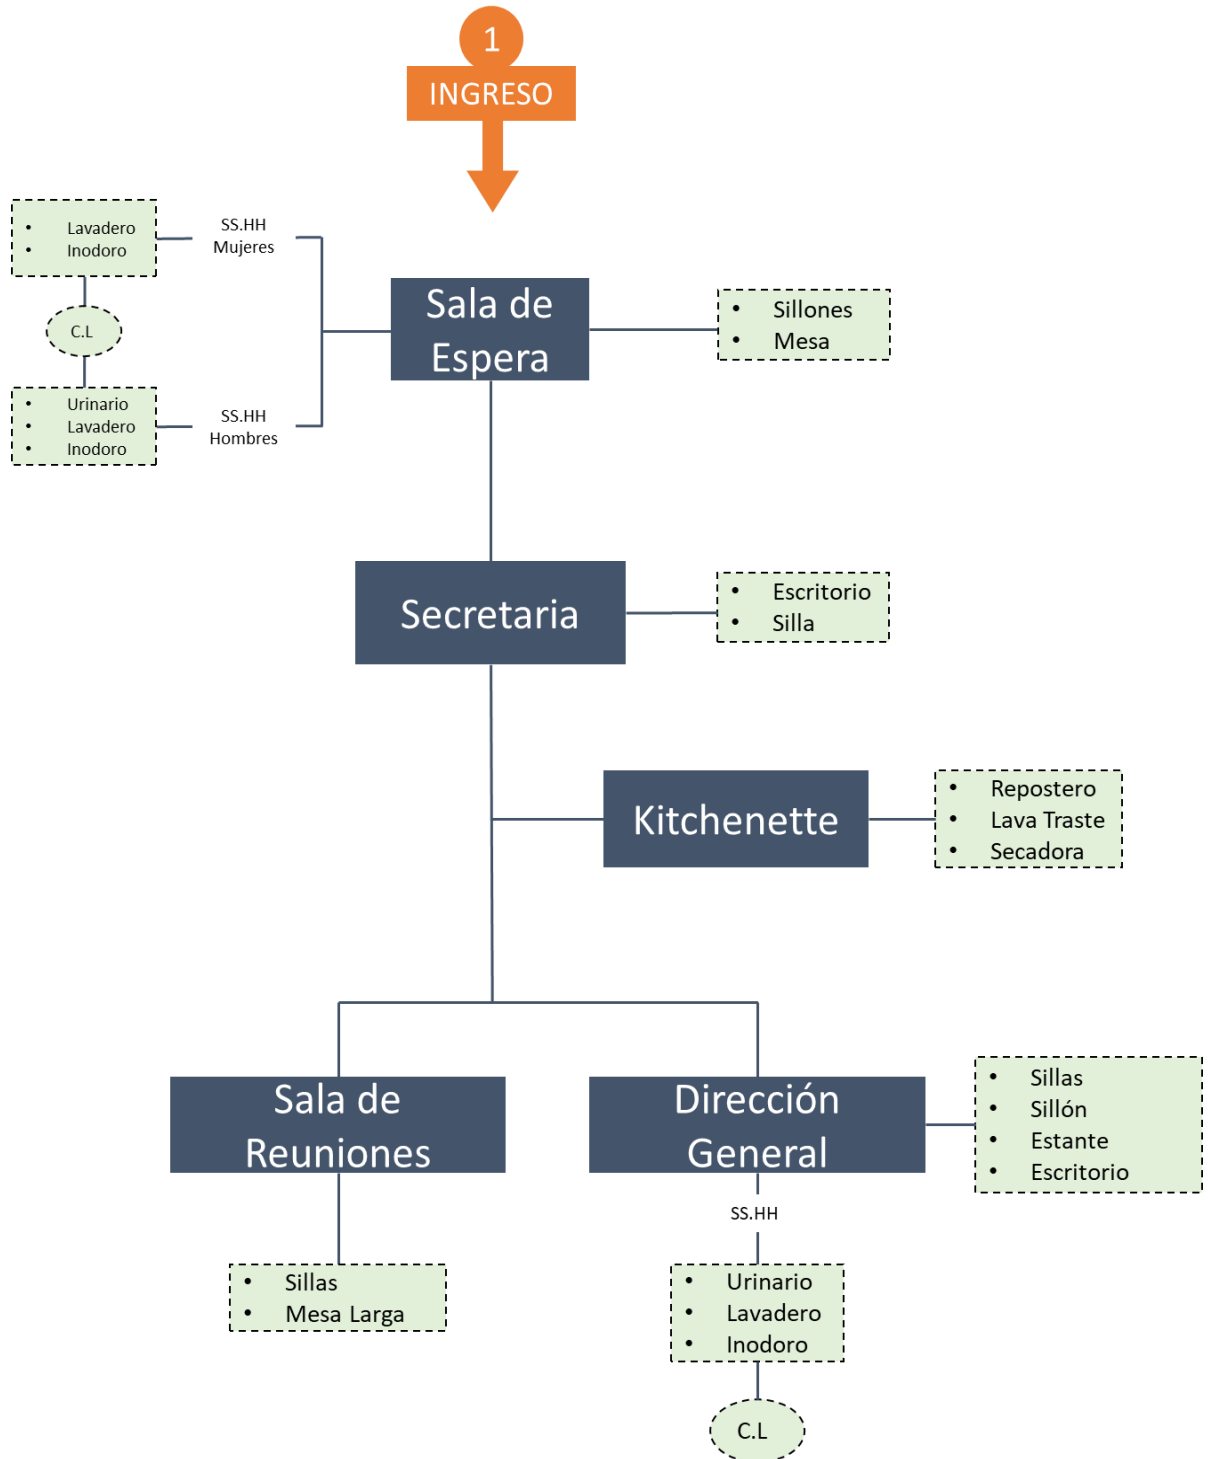 1
INGRESO
• Lavadero
• Inodoro
SS.HH
Mujeres
C.L
• Urinario
• Lavadero
• Inodoro
SS.HH
Hombres
Sala de
Espera
• Sillones
• Mesa
Secretaria
• Escritorio
• Silla
Kitchenette
• Repostero
• Lava Traste
• Secadora
Sala de
Reuniones
• Sillas
• Mesa Larga
Dirección
General
• Sillas
• Sillón
• Estante
• Escritorio
SS.HH
• Urinario
• Lavadero
• Inodoro
C.L